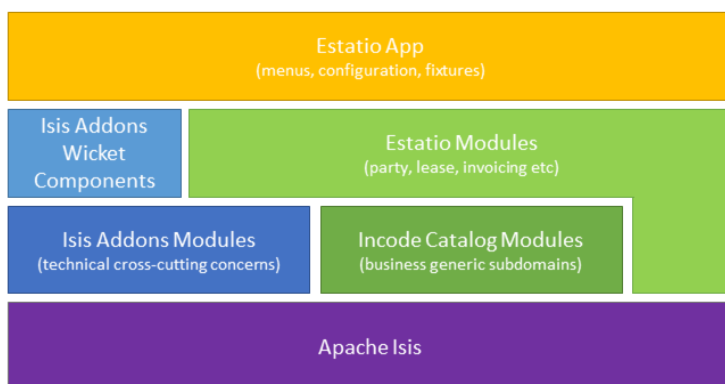 Estatio App
(menus, configuration, fixtures)
Isis Addons
Wicket
Components
Estatio Modules
(party, lease, invoicing etc)
Isis Addons Modules
(technical cross-cutting concerns)
Incode Catalog Modules
(business generic subdomains)
Apache Isis